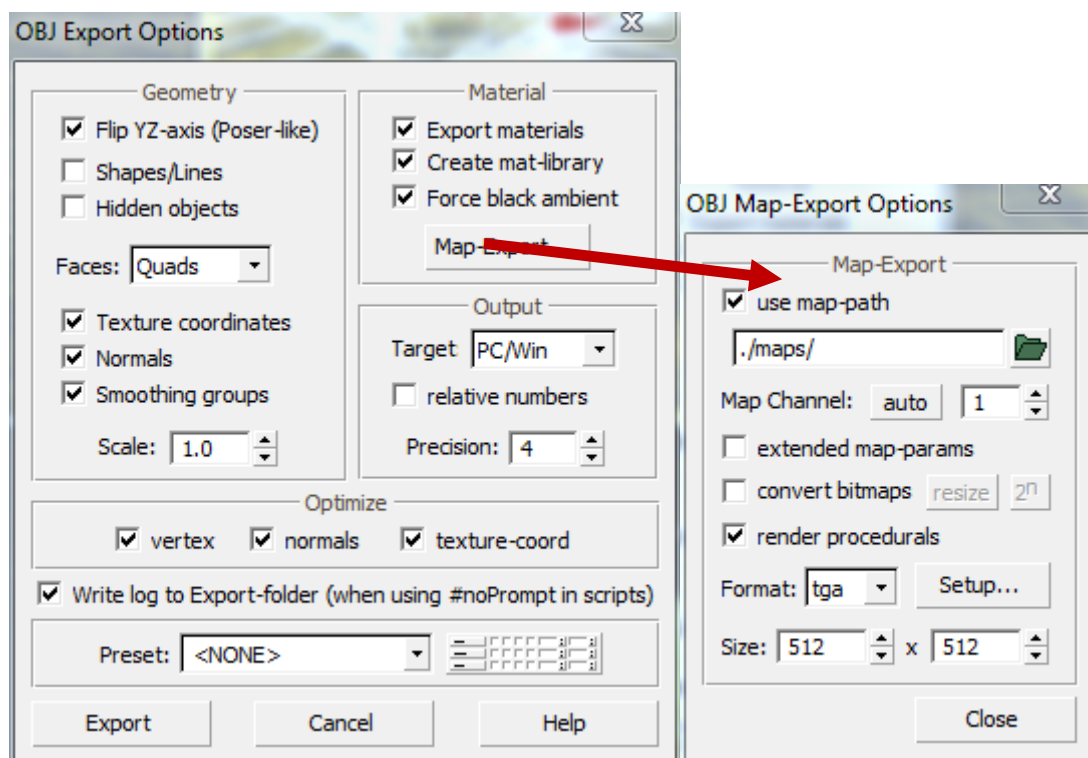 OBJ Export Options
Geometry
Flip YZ-axis (Poser-like)
Shapes/Lines
Hidden objects
Faces: Quads
Texture coordinates
Normals
Smoothing groups
Scale: 1.0
Material
Export materials
Create mat-library
Force black ambient
Map-Export...
Output
Target PC/Win
relative numbers
Precision: 4
Optimize
vertex normals texture-coord
Write log to Export-folder (when using #noPrompt in scripts)
Preset: <NONE>
Export Cancel Help
OBJ Map-Export Options
Map-Export
use map-path
./maps/
Map Channel: auto 1
extended map-params
convert bitmaps resize 2ⁿ
render procedurals
Format: tga Setup...
Size: 512 x 512
Close